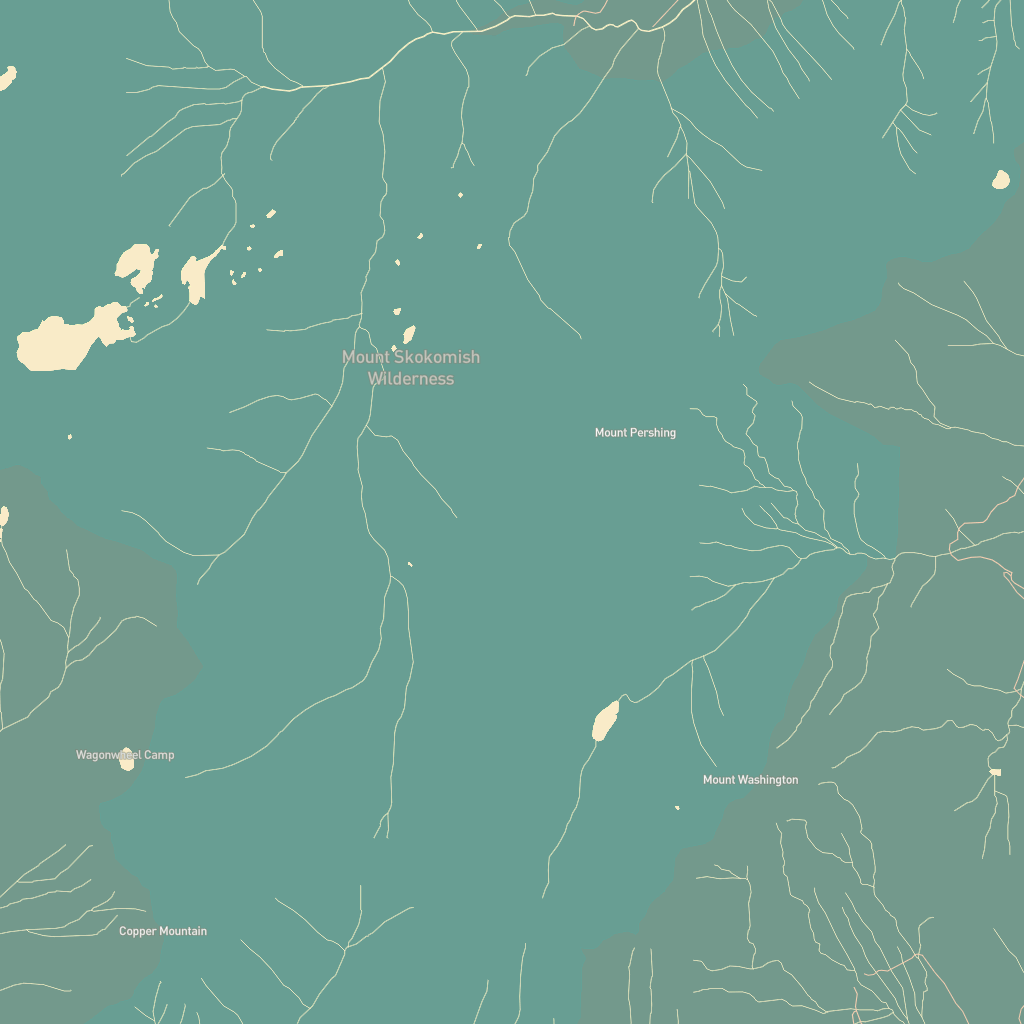 Mount Skokomish
Wilderness
Mount Pershing
Wagonwheel Camp
Mount Washington
Copper Mountain